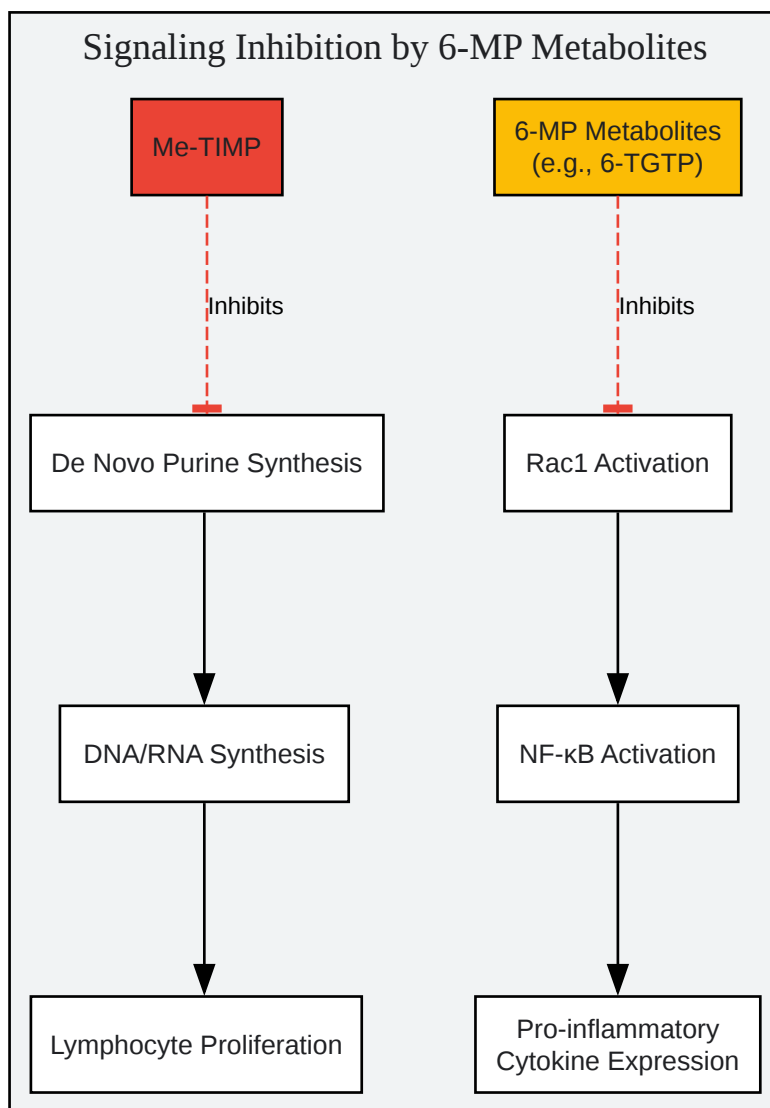 Signaling Inhibition by 6-MP Metabolites
Me-TIMP
6-MP Metabolites
(e.g., 6-TGTP)
Inhibits
Inhibits
De Novo Purine Synthesis
Rac1 Activation
DNA/RNA Synthesis
NF-κB Activation
Lymphocyte Proliferation
Pro-inflammatory
Cytokine Expression